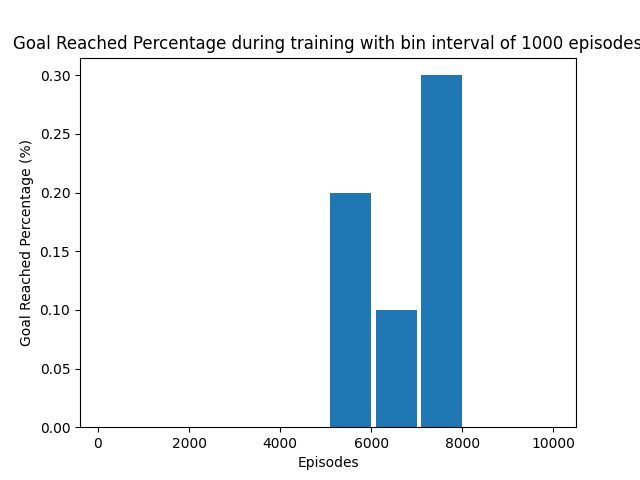 Goal Reached Percentage during training with bin interval of 1000 episodes
Goal Reached Percentage (%)
0.30
0.25
0.20
0.15
0.10
0.05
0.00
0 2000 4000 6000 8000 10000
Episodes